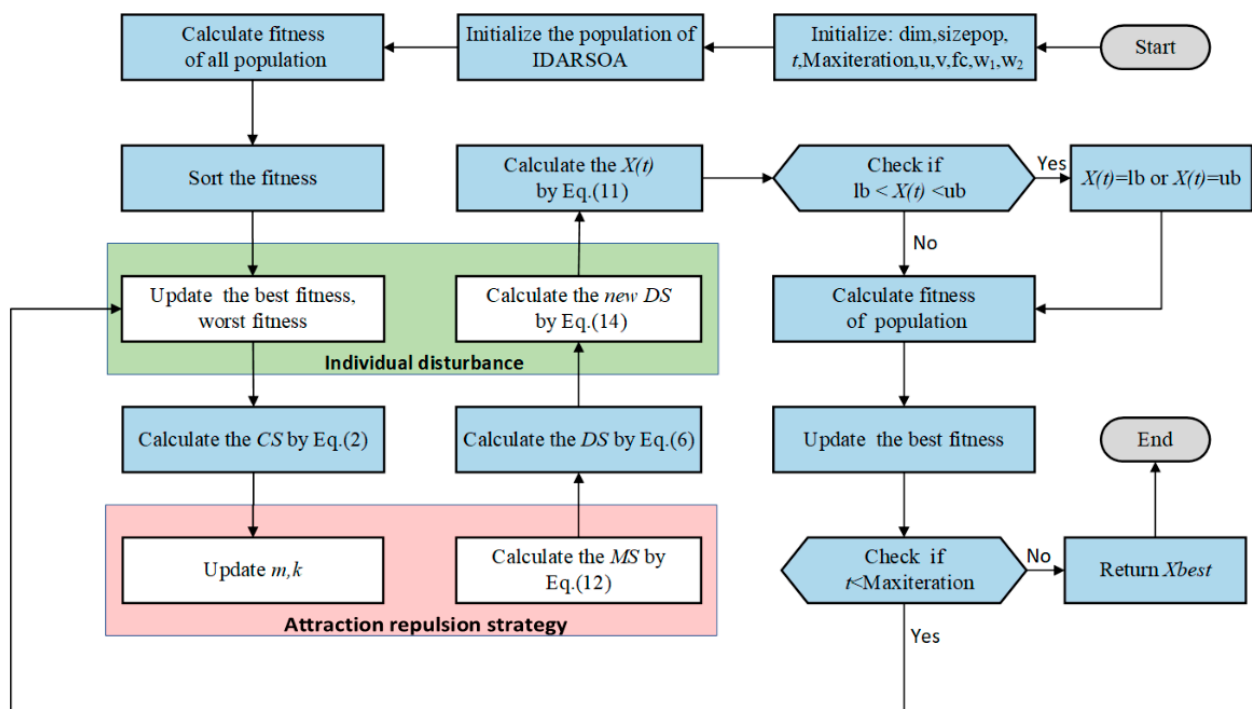 Start
Initialize: dim,sizepop,
t,Maxiteration,u,v,fc,w₁,w₂
Initialize the population of
IDARSOA
Calculate fitness
of all population
Sort the fitness
Update the best fitness,
worst fitness
Individual disturbance
Calculate the CS by Eq.(2)
Update m,k
Attraction repulsion strategy
Calculate the MS by
Eq.(12)
Calculate the DS by Eq.(6)
Calculate the new DS
by Eq.(14)
Calculate the X(t)
by Eq.(11)
Check if
lb < X(t) <ub
Yes
X(t)=lb or X(t)=ub
No
Calculate fitness
of population
Update the best fitness
Check if
t<Maxiteration
No
Return Xbest
End
Yes